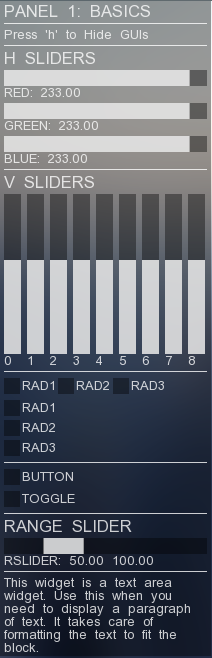 PANEL 1: BASICS
Press 'h' to Hide GUIs
H SLIDERS
RED: 233.00
GREEN: 233.00
BLUE: 233.00
V SLIDERS
0 1 2 3 4 5 6 7 8
RAD1 RAD2 RAD3
RAD1
RAD2
RAD3
BUTTON
TOGGLE
RANGE SLIDER
RSLIDER: 50.00 100.00
This widget is a text area
widget. Use this when you
need to display a paragraph
of text. It takes care of
formatting the text to fit the
block.